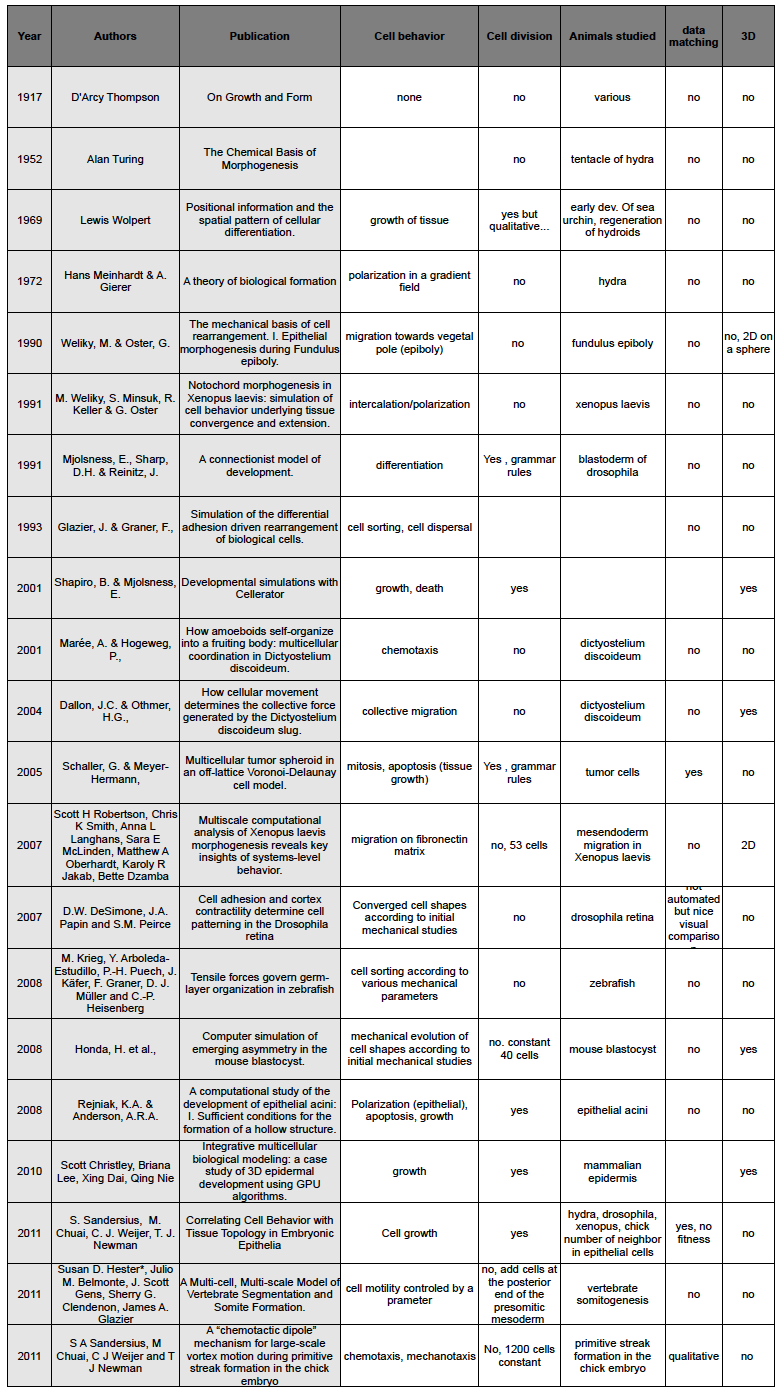 Year Authors Publication Cell behavior Cell division Animals studied data
matching 3D
1917 D'Arcy Thompson On Growth and Form none no various no no
1952 Alan Turing The Chemical Basis of
Morphogenesis no tentacle of hydra no no
1969 Lewis Wolpert Positional information and the
spatial pattern of cellular
differentiation. growth of tissue yes but
qualitative... early dev. Of sea
urchin, regeneration
of hydroids no no
1972 Hans Meinhardt & A.
Gierer A theory of biological formation polarization in a gradient
field no hydra no no
1990 Weliky, M. & Oster, G. The mechanical basis of cell
rearrangement. I. Epithelial
morphogenesis during Fundulus
epiboly. migration towards vegetal
pole (epiboly) no fundulus epiboly no no, 2D on
a sphere
1991 M. Weliky, S. Minsuk, R.
Keller & G. Oster Notochord morphogenesis in
Xenopus laevis: simulation of
cell behavior underlying tissue
convergence and extension. intercalation/polarization no xenopus laevis no no
1991 Mjolsness, E., Sharp,
D.H. & Reinitz, J. A connectionist model of
development. differentiation Yes , grammar
rules blastoderm of
drosophila no no
1993 Glazier, J. & Graner, F., Simulation of the differential
adhesion driven rearrangement
of biological cells. cell sorting, cell dispersal no no
2001 Shapiro, B. & Mjolsness,
E. Developmental simulations with
Cellerator growth, death yes yes
2001 Marée, A. & Hogeweg,
P., How amoeboids self-organize
into a fruiting body: multicellular
coordination in Dictyostelium
discoideum. chemotaxis no dictyostelium
discoideum no no
2004 Dallon, J.C. & Othmer,
H.G., How cellular movement
determines the collective force
generated by the Dictyostelium
discoideum slug. collective migration no dictyostelium
discoideum no yes
2005 Schaller, G. & Meyer-
Hermann, Multicellular tumor spheroid in
an off-lattice Voronoi-Delaunay
cell model. mitosis, apoptosis (tissue
growth) Yes , grammar
rules tumor cells yes no
2007 Scott H Robertson, Chris
K Smith, Anna L
Langhans, Sara E
McLinden, Matthew A
Oberhardt, Karoly R
Jakab, Bette Dzamba Multiscale computational
analysis of Xenopus laevis
morphogenesis reveals key
insights of systems-level
behavior. migration on fibronectin
matrix no, 53 cells mesendoderm
migration in
Xenopus laevis no 2D
2007 D.W. DeSimone, J.A.
Papin and S.M. Peirce Cell adhesion and cortex
contractility determine cell
patterning in the Drosophila
retina Converged cell shapes
according to initial
mechanical studies no drosophila retina not
automated
but nice
visual
compariso no
2008 M. Krieg, Y. Arboleda-
Estudillo, P.-H. Puech, J.
Käfer, F. Graner, D. J.
Müller and C.-P.
Heisenberg Tensile forces govern germ-
layer organization in zebrafish cell sorting according to
various mechanical
parameters no zebrafish no no
2008 Honda, H. et al., Computer simulation of
emerging asymmetry in the
mouse blastocyst. mechanical evolution of
cell shapes according to
initial mechanical studies no. constant
40 cells mouse blastocyst no yes
2008 Rejniak, K.A. &
Anderson, A.R.A. A computational study of the
development of epithelial acini:
I. Sufficient conditions for the
formation of a hollow structure. Polarization (epithelial),
apoptosis, growth yes epithelial acini no no
2010 Scott Christley, Briana
Lee, Xing Dai, Qing Nie Integrative multicellular
biological modeling: a case
study of 3D epidermal
development using GPU
algorithms. growth yes mammalian
epidermis yes
2011 S. Sandersius, M.
Chuai, C. J. Weijer, T. J.
Newman Correlating Cell Behavior with
Tissue Topology in Embryonic
Epithelia Cell growth yes hydra, drosophila,
xenopus, chick
number of neighbor
in epithelial cells yes, no
fitness no
2011 Susan D. Hester*, Julio
M. Belmonte, J. Scott
Gens, Sherry G.
Clendenon, James A.
Glazier A Multi-cell, Multi-scale Model of
Vertebrate Segmentation and
Somite Formation. cell motility controled by a
prameter no, add cells at
the posterior
end of the
presomitic
mesoderm vertebrate
somitogenesis no no
2011 S A Sandersius, M
Chuai, C J Weijer and T
J Newman A “chemotactic dipole”
mechanism for large-scale
vortex motion during primitive
streak formation in the chick
embryo chemotaxis, mechanotaxis No, 1200 cells
constant primitive streak
formation in the
chick embryo qualitative no